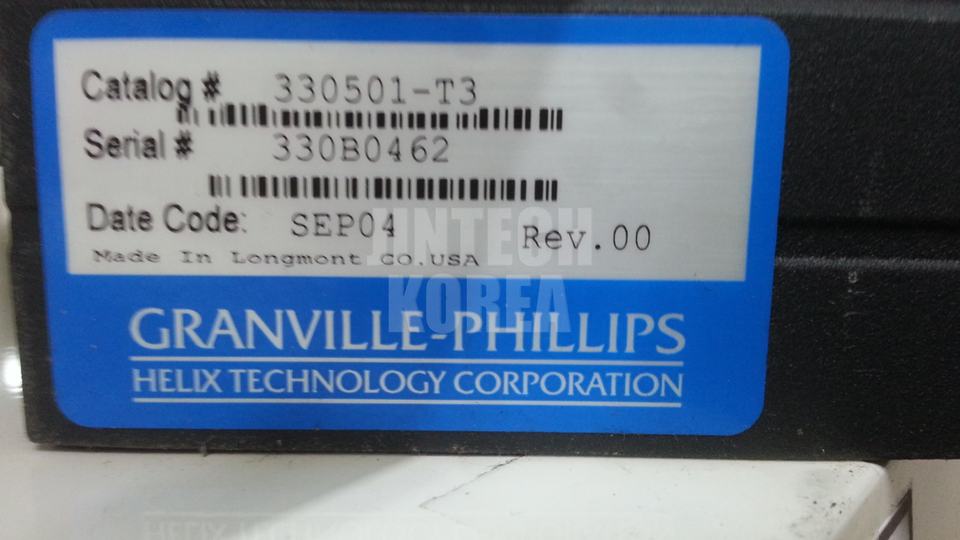 Catalog # 330501-T3
Serial # 330B0462
Date Code: SEP04 Rev.00
Made In Longmont CO.USA
JINTECH
KOREA
GRANVILLE-PHILLIPS
HELIX TECHNOLOGY CORPORATION